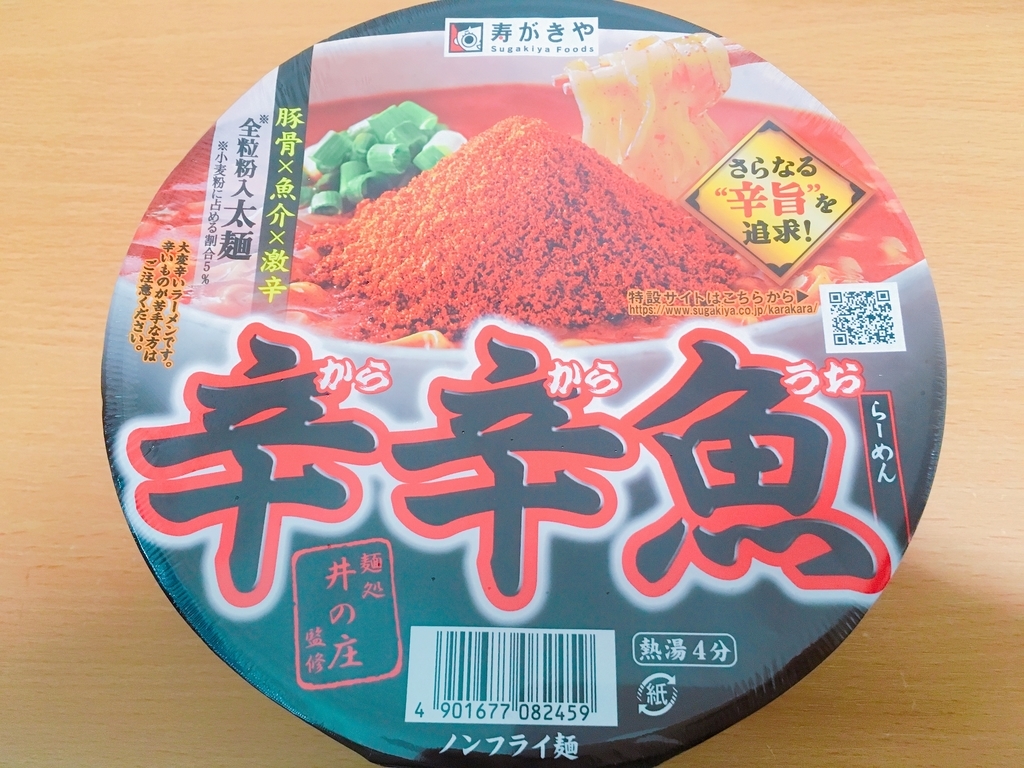 寿がきや
Sugakiya Foods
豚骨×魚介×激辛
※全粒粉入太麺
※小麦粉に占める割合5%
さらなる
“辛旨”を
追求!
大変辛いラーメンです。
辛いものが苦手な方は
ご注意ください。
特設サイトはこちらから▶
https://www.sugakiya.co.jp/karakara/
から から うお
辛辛魚
らーめん
麺処
井の庄
監修
熱湯4分
紙
4 901677 082459
ノンフライ麺